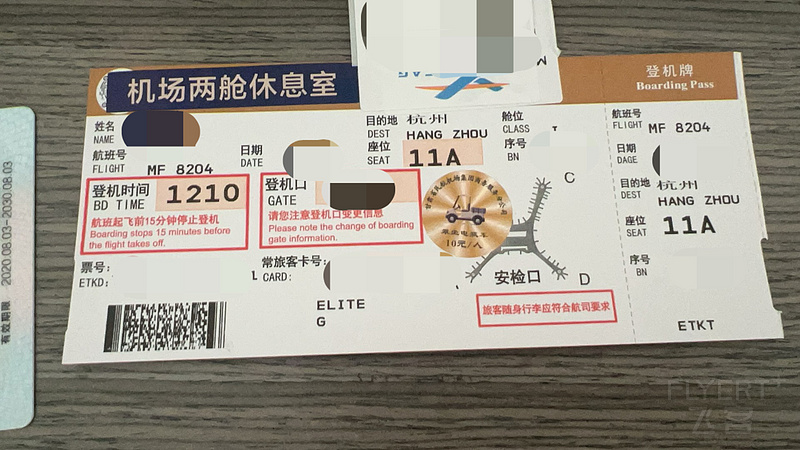 机场两舱休息室
登机牌
Boarding Pass
姓名
NAME
目的地 杭州
DEST HANG ZHOU
舱位
CLASS
航班号
FLIGHT MF 8204
日期
DATE
座位
SEAT 11A
序号
BN
登机时间
BD TIME 1210
航班起飞前15分钟停止登机
Boarding stops 15 minutes before
the flight takes off.
登机口
GATE
请您注意登机口变更信息
Please note the change of boarding
gate information.
10元/人
C
安检口
D
票号:
ETKD:
常旅客卡号:
CARD:
ELITE
G
旅客随身行李应符合航司要求
航班号
FLIGHT MF 8204
日期
DAGE
目的地 杭州
DEST HANG ZHOU
座位
SEAT 11A
序号
BN
ETKT
有效期限 2020.08.03-2030.08.03
FLYERT